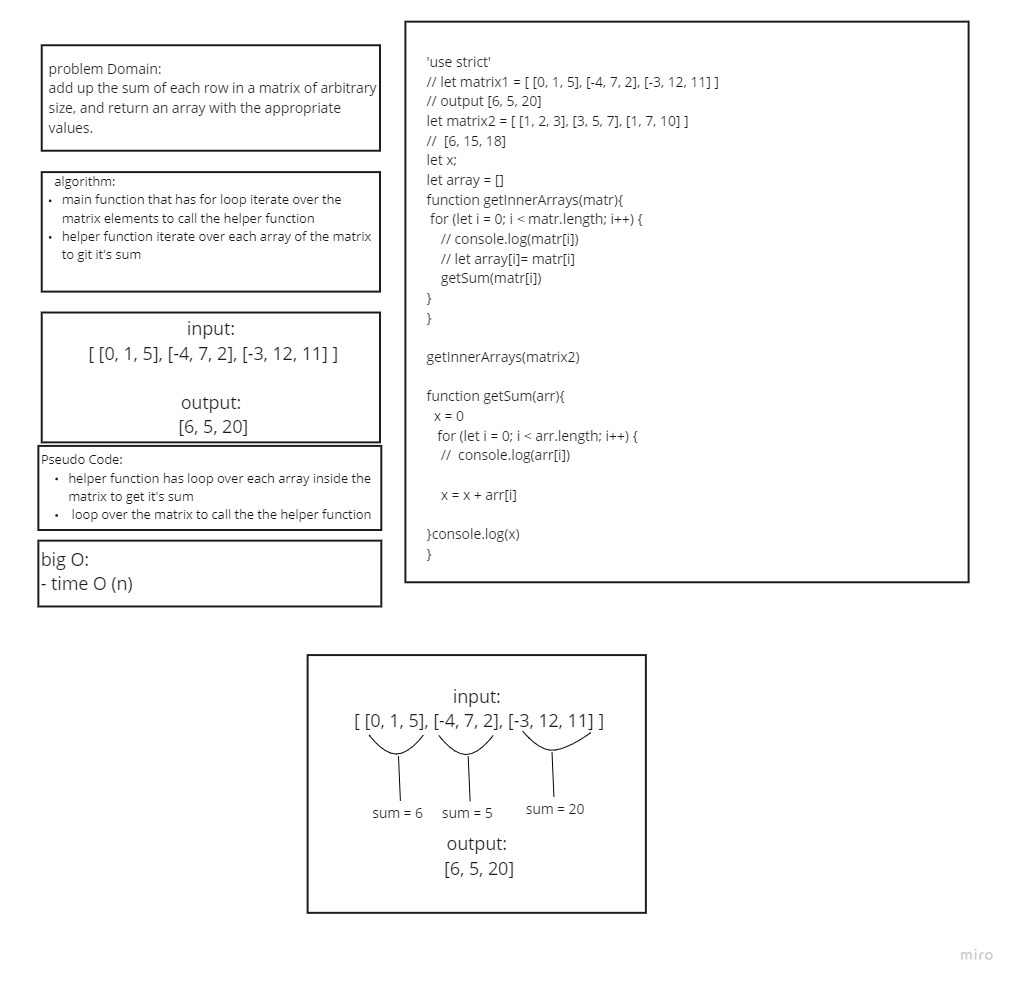 problem Domain:
add up the sum of each row in a matrix of arbitrary
size, and return an array with the appropriate
values.
algorithm:
• main function that has for loop iterate over the
matrix elements to call the helper function
• helper function iterate over each array of the matrix
to git it's sum
input:
[ [0, 1, 5], [-4, 7, 2], [-3, 12, 11] ]
output:
[6, 5, 20]
Pseudo Code:
• helper function has loop over each array inside the
matrix to get it's sum
• loop over the matrix to call the the helper function
big O:
- time O (n)
'use strict'
// let matrix1 = [ [0, 1, 5], [-4, 7, 2], [-3, 12, 11] ]
// output [6, 5, 20]
let matrix2 = [ [1, 2, 3], [3, 5, 7], [1, 7, 10] ]
// [6, 15, 18]
let x;
let array = []
function getInnerArrays(matr){
for (let i = 0; i < matr.length; i++) {
// console.log(matr[i])
// let array[i]= matr[i]
getSum(matr[i])
}
}
getInnerArrays(matrix2)
function getSum(arr){
x = 0
for (let i = 0; i < arr.length; i++) {
// console.log(arr[i])
x = x + arr[i]
}console.log(x)
}
input:
[ [0, 1, 5], [-4, 7, 2], [-3, 12, 11] ]
sum = 6 sum = 5 sum = 20
output:
[6, 5, 20]
miro